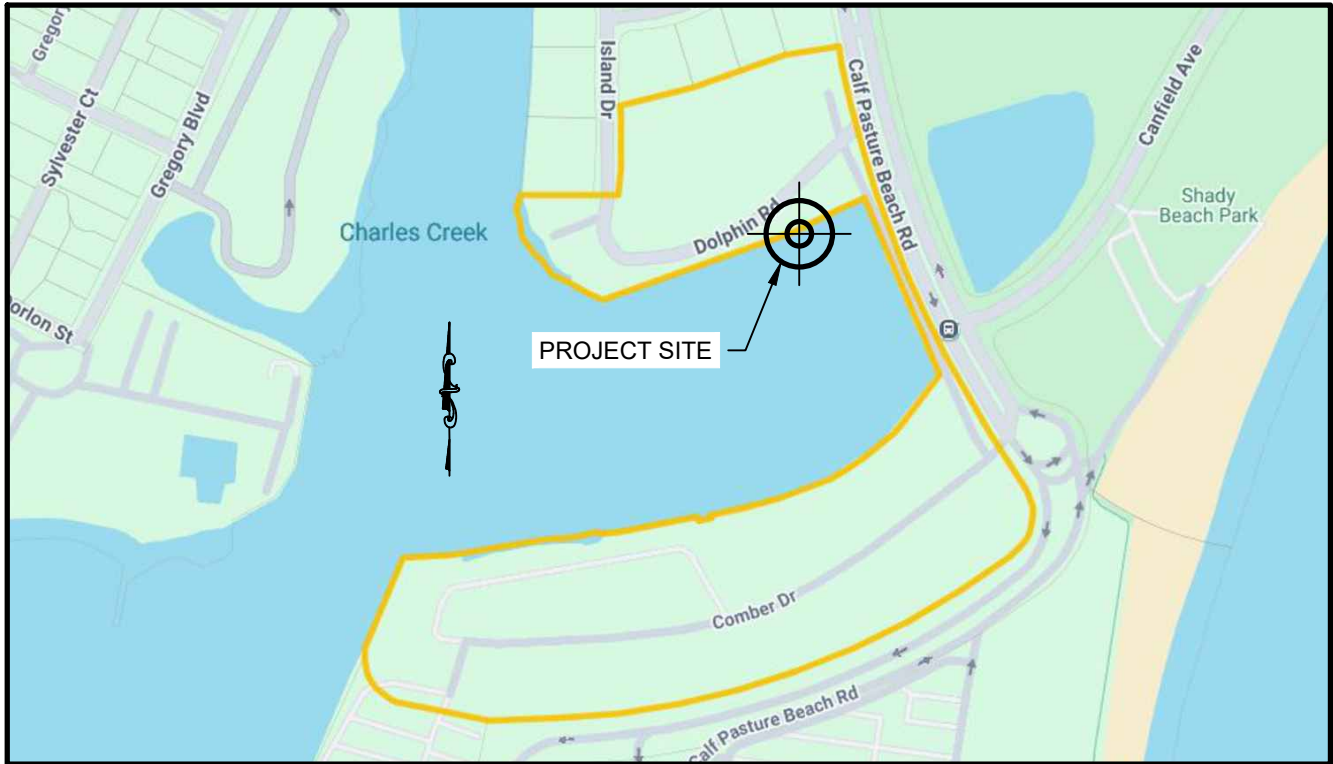 Gregory
Sylvester Ct
Gregory Blvd
Island Dr
Calf Pasture Beach Rd
Canfield Ave
Shady
Beach Park
Charles Creek
Dolphin Rd
PROJECT SITE
orlon St
Comber Dr
Calf Pasture Beach Rd